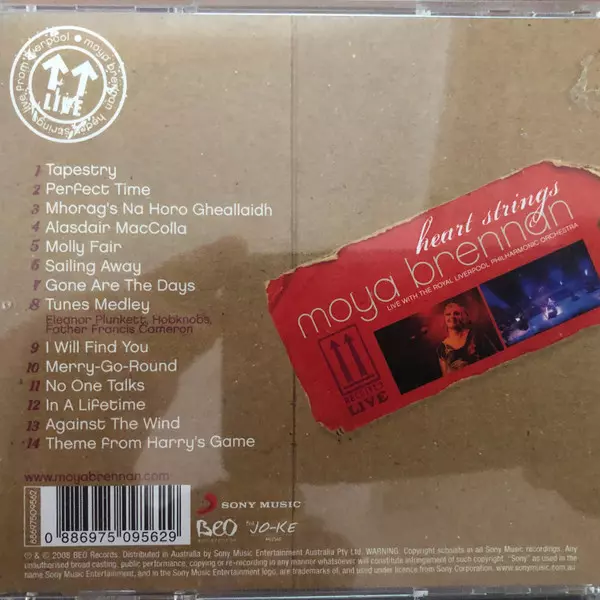 moya brennan heart strings live from liverpool
LIVE
1 Tapestry
2 Perfect Time
3 Mhorag's Na Horo Gheallaidh
4 Alasdair MacColla
5 Molly Fair
6 Sailing Away
7 Gone Are The Days
8 Tunes Medley
Eleanor Plunkett, Hobknobs,
Father Francis Cameron
9 I Will Find You
10 Merry-Go-Round
11 No One Talks
12 In A Lifetime
13 Against The Wind
14 Theme from Harry's Game
heart strings
moya brennan
LIVE WITH THE ROYAL LIVERPOOL PHILHARMONIC ORCHESTRA
LIVE
www.moyabrennan.com
88697509562
0 886975 095629
SONY MUSIC
BEO
JO-KE
℗ & © 2008 BEO Records. Distributed in Australia by Sony Music Entertainment Australia Pty Ltd. WARNING: Copyright subsists in all Sony Music recordings. Any
unauthorised broadcasting, public performance, copying or re-recording in any manner whatsoever will constitute infringement of such copyright. "Sony" as used in the
name Sony Music Entertainment, and in the Sony Music Entertainment logo, are trademarks of, and used under licence from Sony Corporation. www.sonymusic.com.au